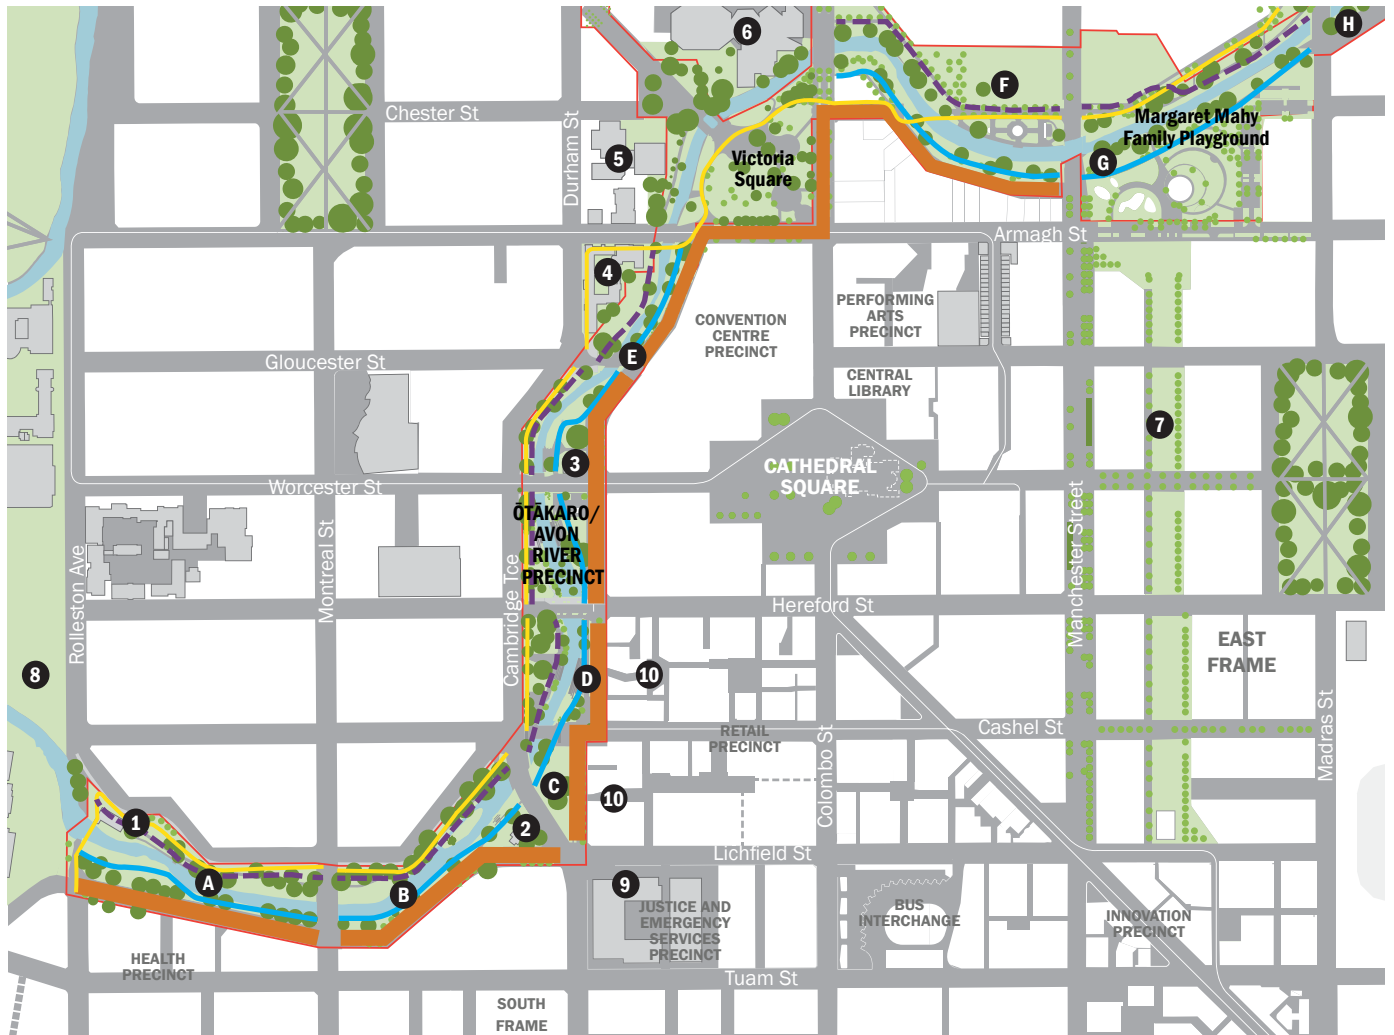 H
6
F
Chester St
Margaret Mahy
Family Playground
Durham St
5
Victoria
Square
G
Armagh St
4
PERFORMING
ARTS
PRECINCT
CONVENTION
CENTRE
PRECINCT
E
Gloucester St
CENTRAL
LIBRARY
7
3
CATHEDRAL
SQUARE
Worcester St
ŌTĀKARO/
AVON
RIVER
PRECINCT
Rolleston Ave
Montreal St
Cambridge Tce
Manchester Street
Hereford St
EAST
FRAME
8
D
10
RETAIL
PRECINCT
Cashel St
Colombo St
Madras St
C
10
1
2
Lichfield St
A
B
9
JUSTICE AND
EMERGENCY
SERVICES
PRECINCT
BUS
INTERCHANGE
INNOVATION
PRECINCT
HEALTH
PRECINCT
Tuam St
SOUTH
FRAME